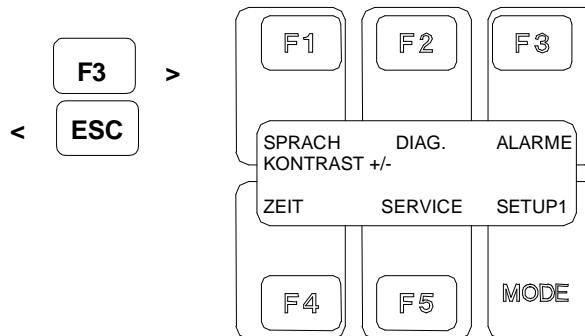 F1 F2 F3
F3 >
< ESC
SPRACH DIAG. ALARME
KONTRAST +/-
ZEIT SERVICE SETUP1
F4 F5 MODE